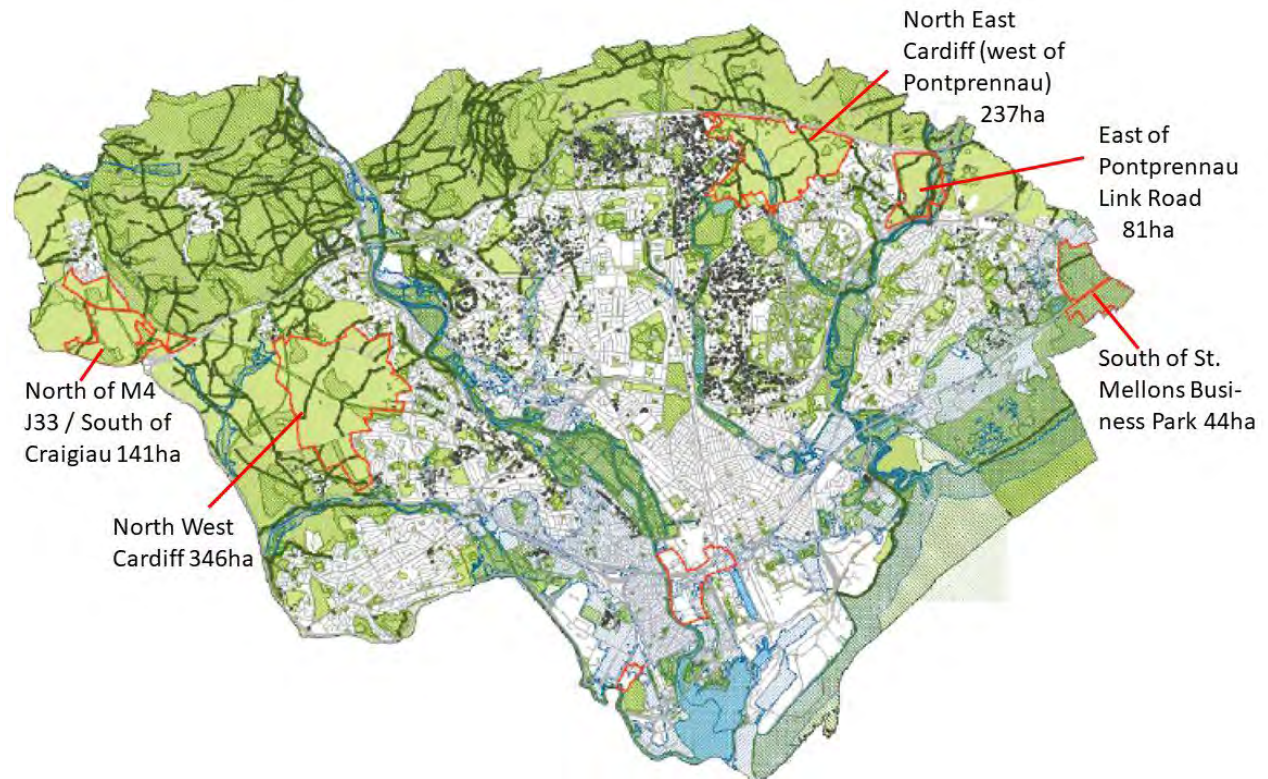 North East
Cardiff (west of
Pontprennau)
237ha
East of
Pontprennau
Link Road
81ha
South of St.
Mellons Busi-
ness Park 44ha
North of M4
J33 / South of
Craigiau 141ha
North West
Cardiff 346ha